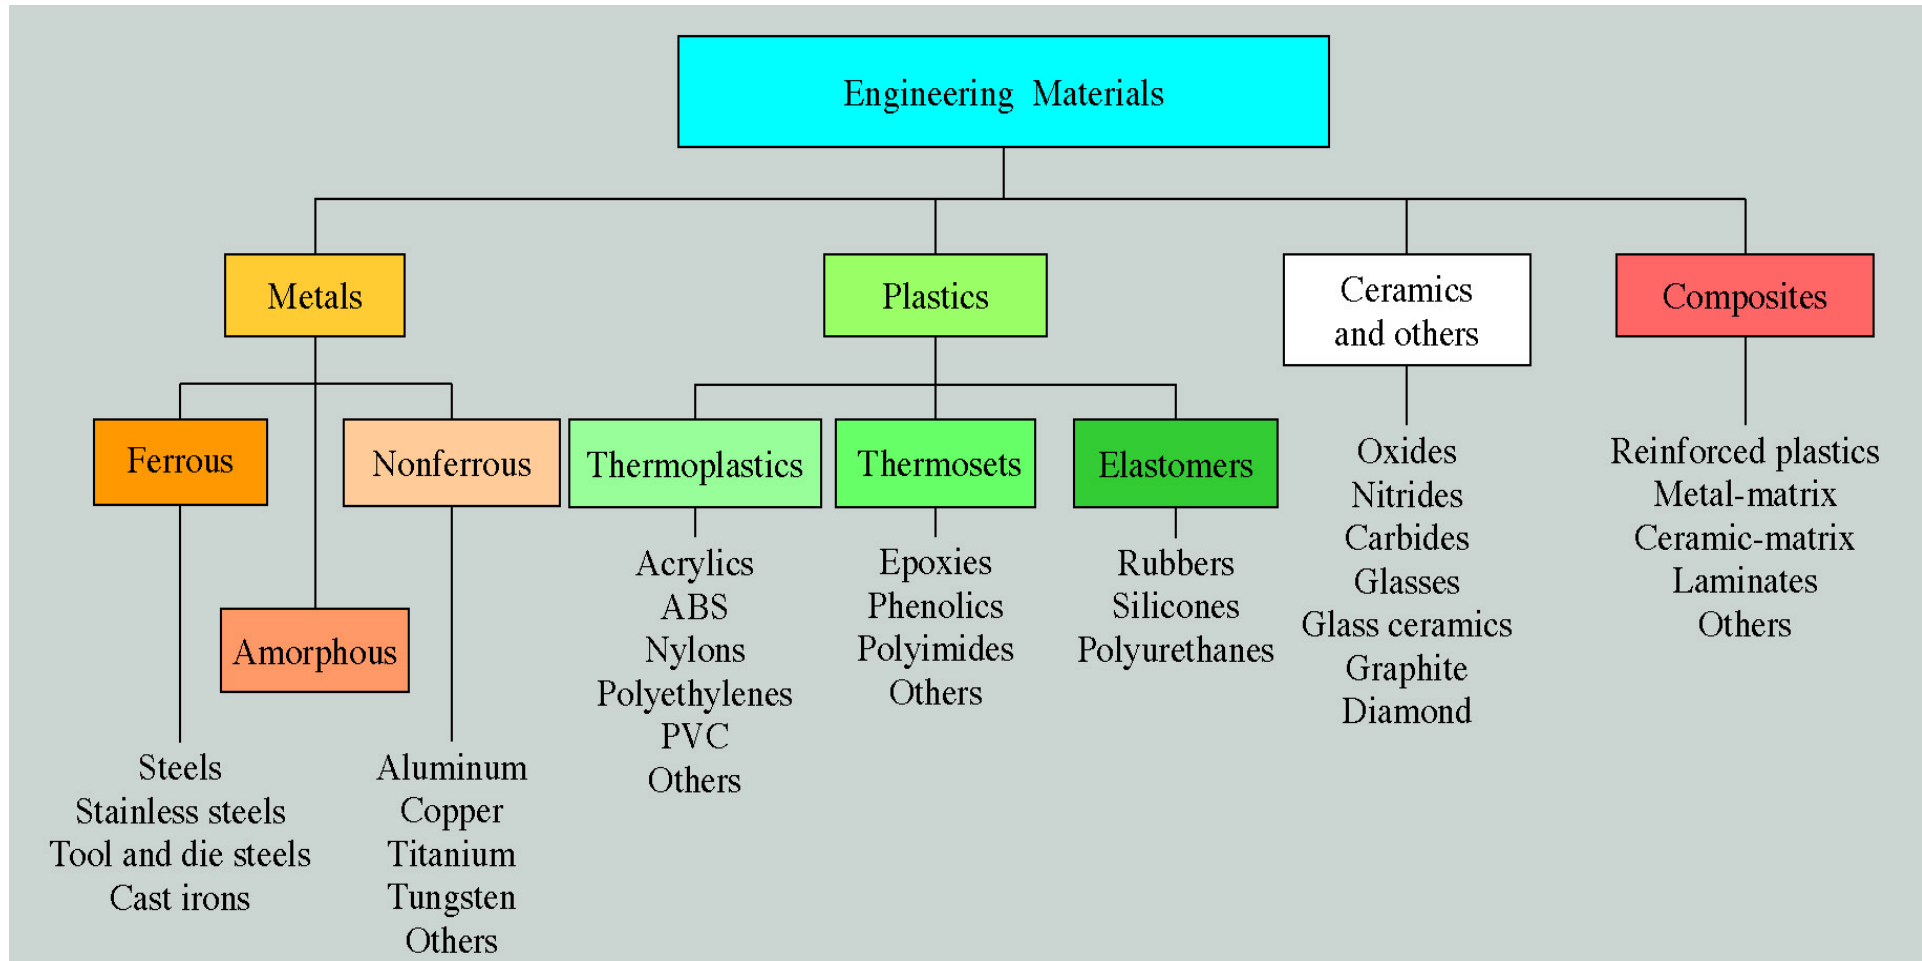 Engineering Materials
Metals
Plastics
Ceramics
and others
Composites
Ferrous
Nonferrous
Amorphous
Thermoplastics
Thermosets
Elastomers
Steels
Stainless steels
Tool and die steels
Cast irons
Aluminum
Copper
Titanium
Tungsten
Others
Acrylics
ABS
Nylons
Polyethylenes
PVC
Others
Epoxies
Phenolics
Polyimides
Others
Rubbers
Silicones
Polyurethanes
Oxides
Nitrides
Carbides
Glasses
Glass ceramics
Graphite
Diamond
Reinforced plastics
Metal-matrix
Ceramic-matrix
Laminates
Others